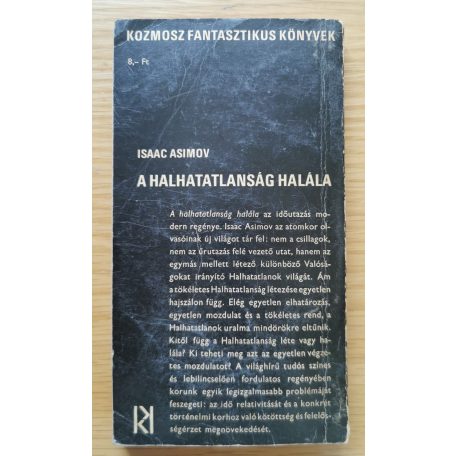 KOZMOSZ FANTASZTIKUS KÖNYVEK
8,– Ft
ISAAC ASIMOV
A HALHATATLANSÁG HALÁLA
A halhatatlanság halála az időutazás mo-
dern regénye. Isaac Asimov az atomkor ol-
vasóinak új világot tár fel: nem a csillagok,
nem az űrutazás felé vezető utat, hanem az
egymás mellett létező különböző Valósá-
gokat irányító Halhatatlanok világát. Ám
a tökéletes Halhatatlanság létezése egyetlen
hajszálon függ. Elég egyetlen elhatározás,
egyetlen mozdulat és a tökéletes rend, a
Halhatatlanok uralma mindörökre eltűnik.
Kitől függ a Halhatatlanság léte vagy ha-
lála? Ki teheti meg azt az egyetlen végze-
tes mozdulatot? A világhírű tudós színes
és lebilincselően fordulatos regényében
korunk egyik legizgalmasabb problémáját
feszegeti: az idő relativitását és a konkrét
történelmi korhoz való kötöttség és felelős-
ségérzet megnövekedését.